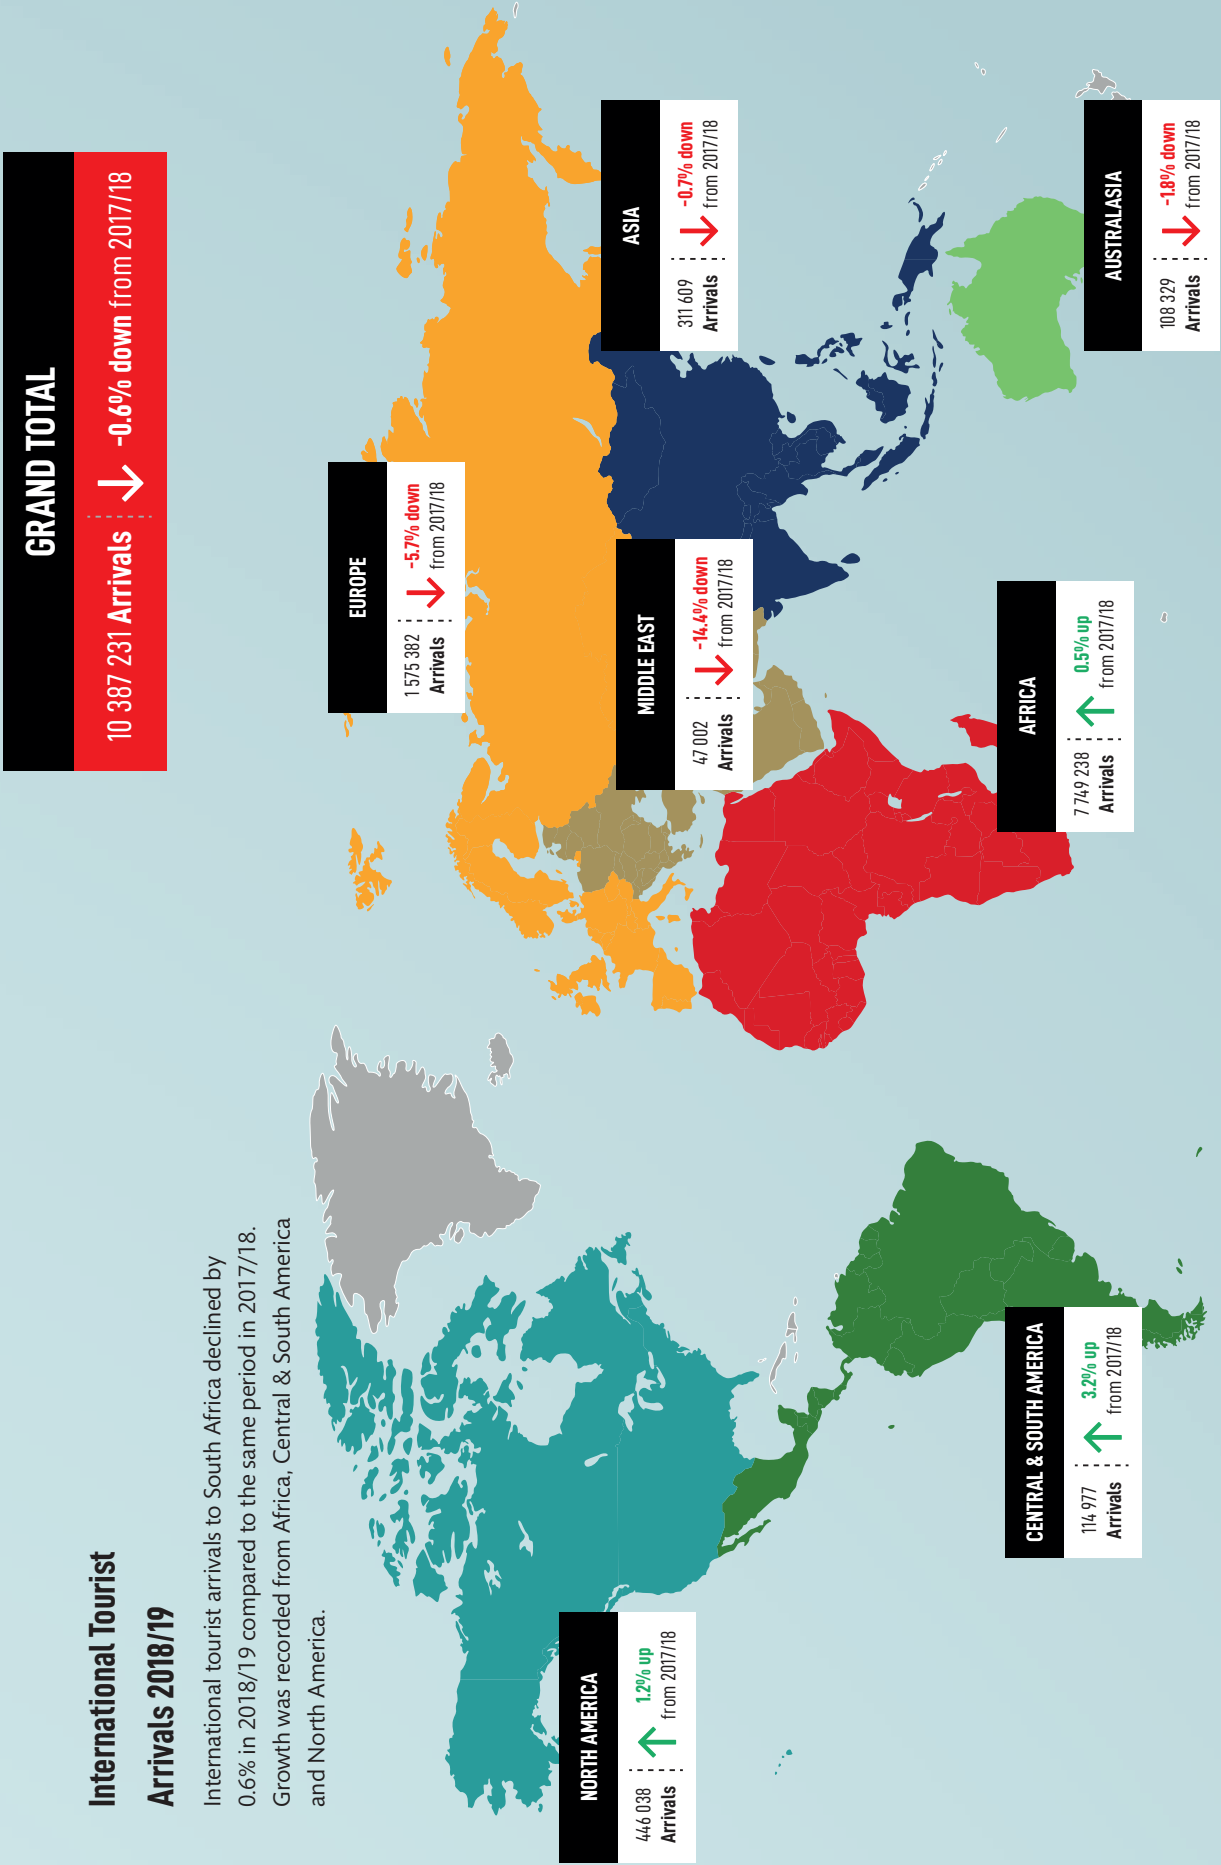 International Tourist
Arrivals 2018/19
International tourist arrivals to South Africa declined by
0.6% in 2018/19 compared to the same period in 2017/18.
Growth was recorded from Africa, Central & South America
and North America.
GRAND TOTAL
10 387 231 Arrivals -0.6% down from 2017/18
EUROPE
1 575 382
Arrivals
-5.7% down
from 2017/18
NORTH AMERICA
446 038
Arrivals
1.2% up
from 2017/18
MIDDLE EAST
47 002
Arrivals
-14.4% down
from 2017/18
ASIA
311 609
Arrivals
-0.7% down
from 2017/18
CENTRAL & SOUTH AMERICA
114 977
Arrivals
3.2% up
from 2017/18
AFRICA
7 749 238
Arrivals
0.5% up
from 2017/18
AUSTRALASIA
108 329
Arrivals
-1.8% down
from 2017/18